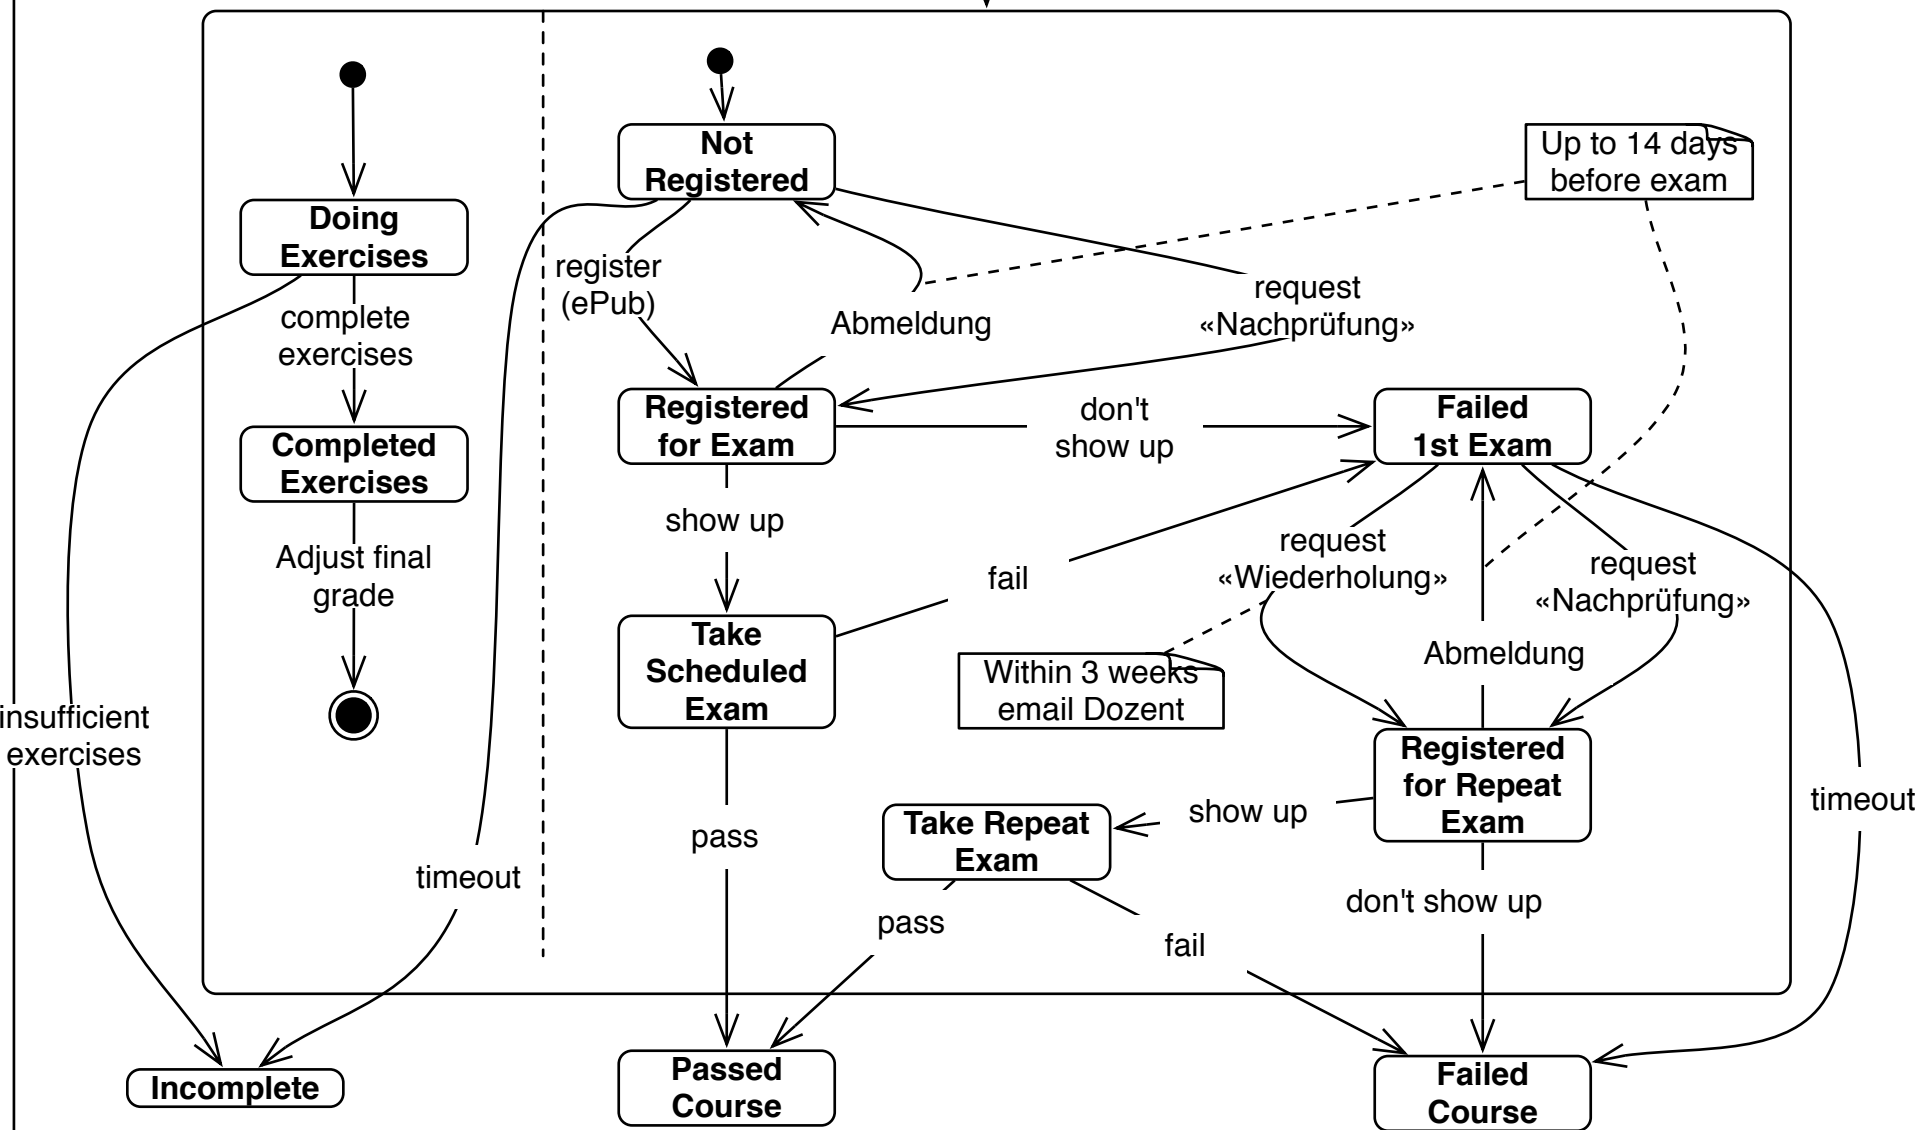 Not
Registered
Up to 14 days
before exam
Doing
Exercises
register
(ePub)
Abmeldung
request
«Nachprüfung»
complete
exercises
Registered
for Exam
don't
show up
Failed
1st Exam
Completed
Exercises
show up
request
«Wiederholung»
request
«Nachprüfung»
Adjust final
grade
fail
Take
Scheduled
Exam
Within 3 weeks
email Dozent
Abmeldung
insufficient
exercises
Registered
for Repeat
Exam
show up
timeout
Take Repeat
Exam
pass
timeout
don't show up
pass
fail
Incomplete
Passed
Course
Failed
Course